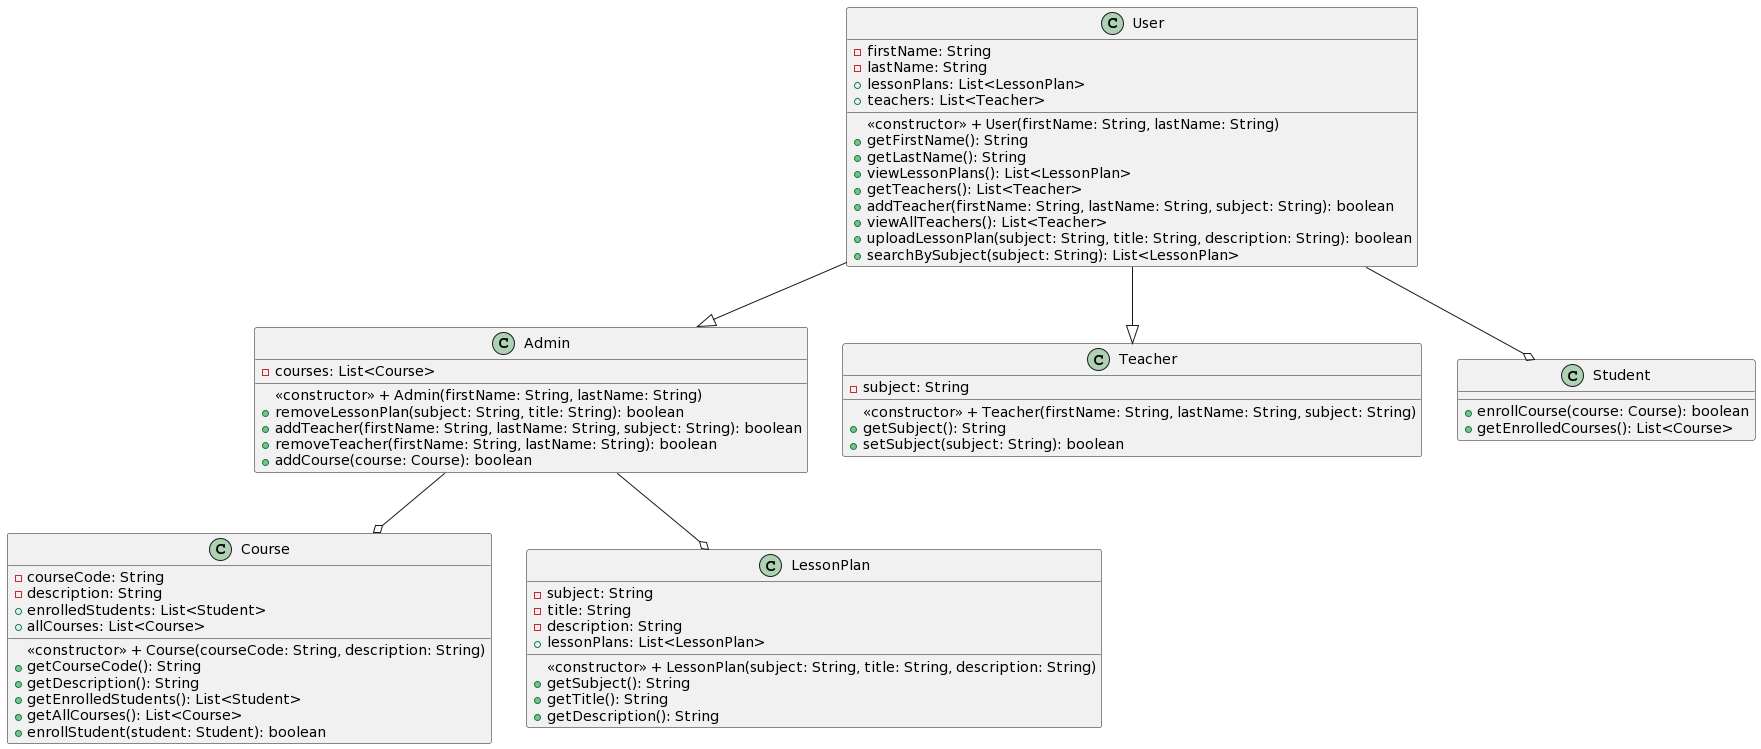 User
firstName: String
lastName: String
lessonPlans: List<LessonPlan>
teachers: List<Teacher>
«constructor» + User(firstName: String, lastName: String)
getFirstName(): String
getLastName(): String
viewLessonPlans(): List<LessonPlan>
getTeachers(): List<Teacher>
addTeacher(firstName: String, lastName: String, subject: String): boolean
viewAllTeachers(): List<Teacher>
uploadLessonPlan(subject: String, title: String, description: String): boolean
searchBySubject(subject: String): List<LessonPlan>
Admin
courses: List<Course>
«constructor» + Admin(firstName: String, lastName: String)
removeLessonPlan(subject: String, title: String): boolean
addTeacher(firstName: String, lastName: String, subject: String): boolean
removeTeacher(firstName: String, lastName: String): boolean
addCourse(course: Course): boolean
Teacher
subject: String
«constructor» + Teacher(firstName: String, lastName: String, subject: String)
getSubject(): String
setSubject(subject: String): boolean
Student
enrollCourse(course: Course): boolean
getEnrolledCourses(): List<Course>
Course
courseCode: String
description: String
enrolledStudents: List<Student>
allCourses: List<Course>
«constructor» + Course(courseCode: String, description: String)
getCourseCode(): String
getDescription(): String
getEnrolledStudents(): List<Student>
getAllCourses(): List<Course>
enrollStudent(student: Student): boolean
LessonPlan
subject: String
title: String
description: String
lessonPlans: List<LessonPlan>
«constructor» + LessonPlan(subject: String, title: String, description: String)
getSubject(): String
getTitle(): String
getDescription(): String